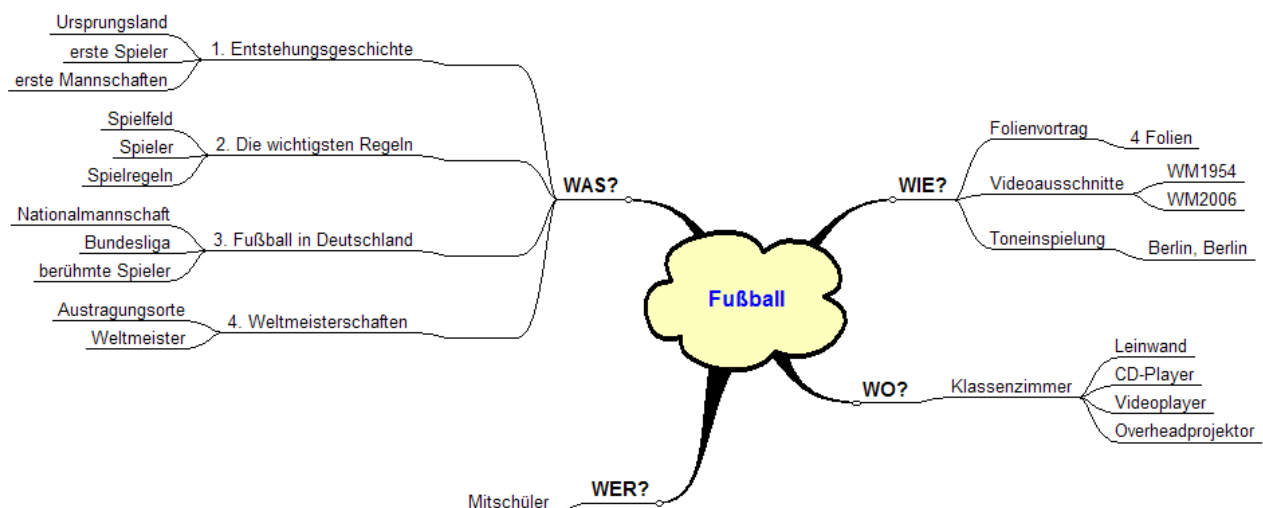 Fußball
WAS?
1. Entstehungsgeschichte
Ursprungsland
erste Spieler
erste Mannschaften
2. Die wichtigsten Regeln
Spielfeld
Spieler
Spielregeln
3. Fußball in Deutschland
Nationalmannschaft
Bundesliga
berühmte Spieler
4. Weltmeisterschaften
Austragungsorte
Weltmeister
WIE?
Folienvortrag
4 Folien
Videoausschnitte
WM1954
WM2006
Toneinspielung
Berlin, Berlin
WO?
Klassenzimmer
Leinwand
CD-Player
Videoplayer
Overheadprojektor
WER?
Mitschüler